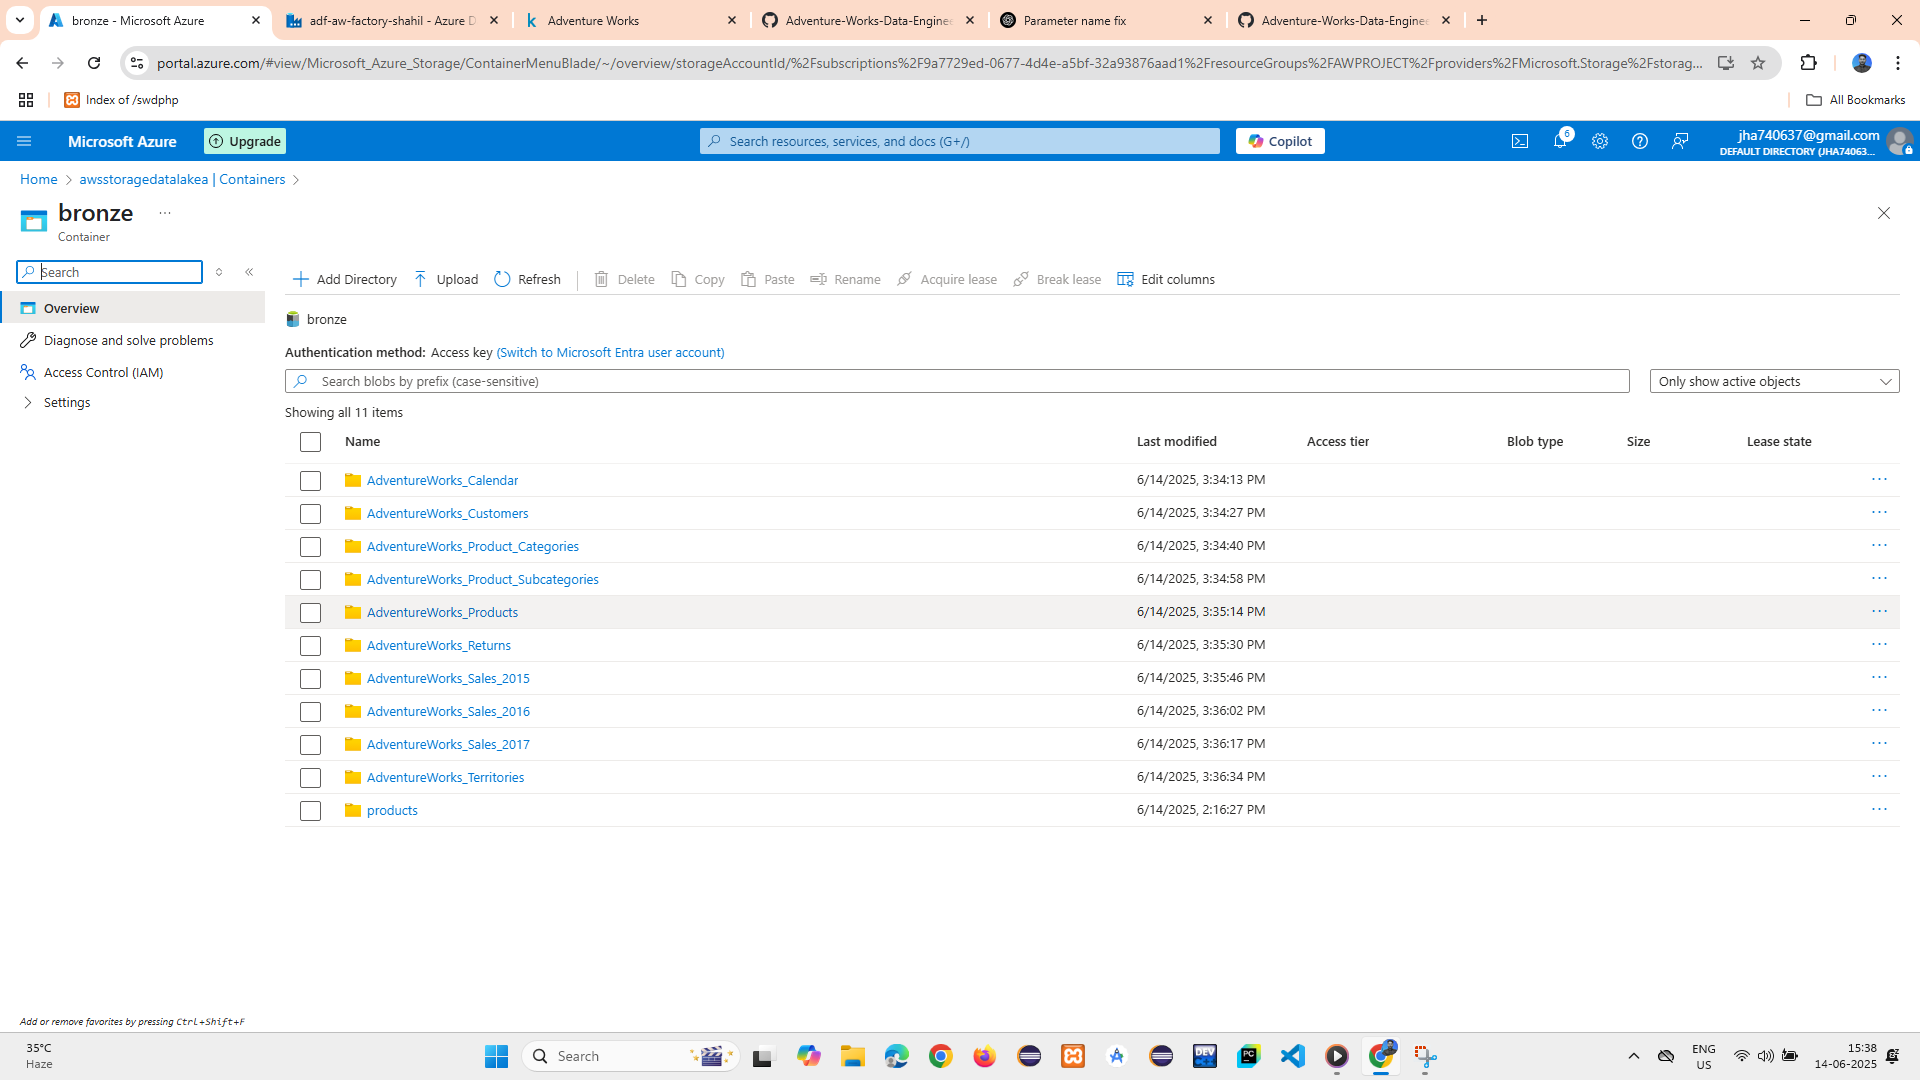 bronze - Microsoft Azure
adf-aw-factory-shahil - Azure D
Adventure Works
Adventure-Works-Data-Enginee
Parameter name fix
Adventure-Works-Data-Enginee
portal.azure.com/#view/Microsoft_Azure_Storage/ContainerMenuBlade/~/overview/storageAccountId/%2Fsubscriptions%2F9a7729ed-0677-4d4e-a5bf-32a93876aad1%2FresourceGroups%2FAWPROJECT%2Fproviders%2FMicrosoft.Storage%2Fstorag...
Index of /swdphp
All Bookmarks
Microsoft Azure
Upgrade
Search resources, services, and docs (G+/)
Copilot
6
jha740637@gmail.com
DEFAULT DIRECTORY (JHA74063...
Home > awsstoragedatalakea | Containers >
bronze ...
Container
Search
Add Directory
Upload
Refresh
Delete
Copy
Paste
Rename
Acquire lease
Break lease
Edit columns
Overview
Diagnose and solve problems
Access Control (IAM)
Settings
bronze
Authentication method: Access key (Switch to Microsoft Entra user account)
Search blobs by prefix (case-sensitive)
Only show active objects
Showing all 11 items
Name Last modified Access tier Blob type Size Lease state
AdventureWorks_Calendar 6/14/2025, 3:34:13 PM ...
AdventureWorks_Customers 6/14/2025, 3:34:27 PM ...
AdventureWorks_Product_Categories 6/14/2025, 3:34:40 PM ...
AdventureWorks_Product_Subcategories 6/14/2025, 3:34:58 PM ...
AdventureWorks_Products 6/14/2025, 3:35:14 PM ...
AdventureWorks_Returns 6/14/2025, 3:35:30 PM ...
AdventureWorks_Sales_2015 6/14/2025, 3:35:46 PM ...
AdventureWorks_Sales_2016 6/14/2025, 3:36:02 PM ...
AdventureWorks_Sales_2017 6/14/2025, 3:36:17 PM ...
AdventureWorks_Territories 6/14/2025, 3:36:34 PM ...
products 6/14/2025, 2:16:27 PM ...
Add or remove favorites by pressing Ctrl+Shift+F
35°C
Haze
Search
DEV
PC
ENG
US
15:38
14-06-2025